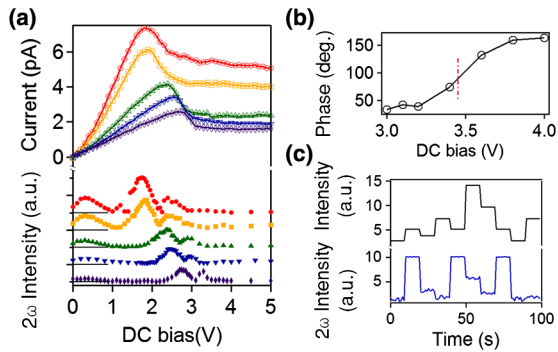 (a)
Current (pA)
6
4
2
0
2ω Intensity (a.u.)
0
1
2
3
4
5
DC bias(V)
(b)
Phase (deg.)
150
100
50
3.0
3.5
4.0
DC bias (V)
(c)
Intensity
(a.u.)
15
10
5
2ω Intensity
(a.u.)
10
5
0
50
100
Time (s)